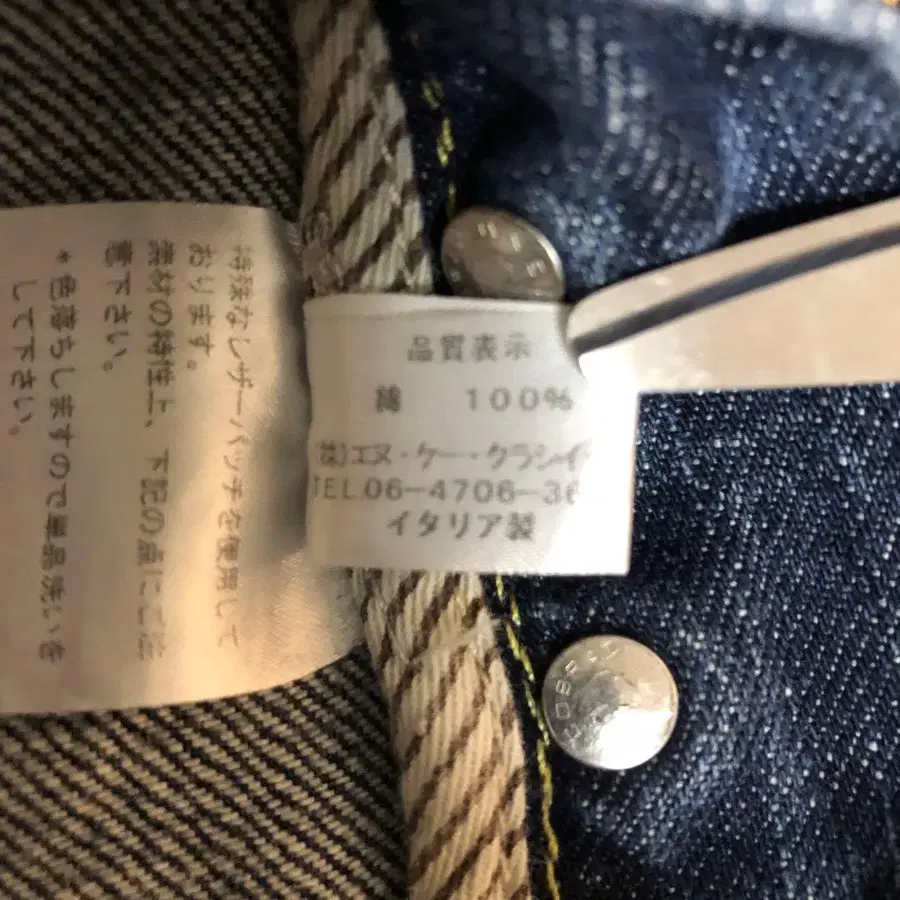 品質表示
綿 100%
(株)エヌ・ケー・クラシイ
TEL.06-4706-36
イタリア製
特殊なレザーパッチを使用して
おります。
素材の特性上、下記の点にご注
意下さい。
*色落ちしますので単品洗いを
して下さい。